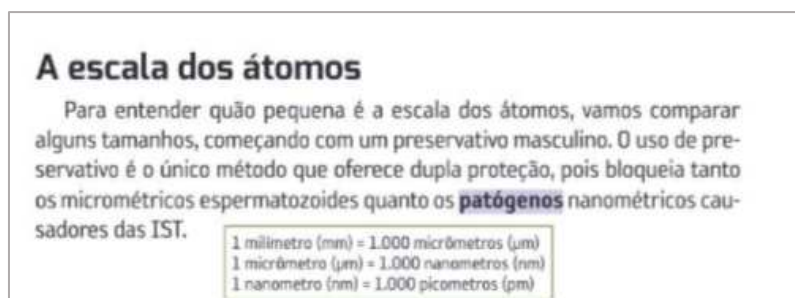 A escala dos átomos
Para entender quão pequena é a escala dos átomos, vamos comparar
alguns tamanhos, começando com um preservativo masculino. O uso de pre-
servativo é o único método que oferece dupla proteção, pois bloqueia tanto
os micrométricos espermatozoides quanto os patógenos nanométricos cau-
sadores das IST.
1 milímetro (mm) = 1.000 micrômetros (μm)
1 micrômetro (μm) = 1.000 nanometros (nm)
1 nanometro (nm) = 1.000 picometros (pm)